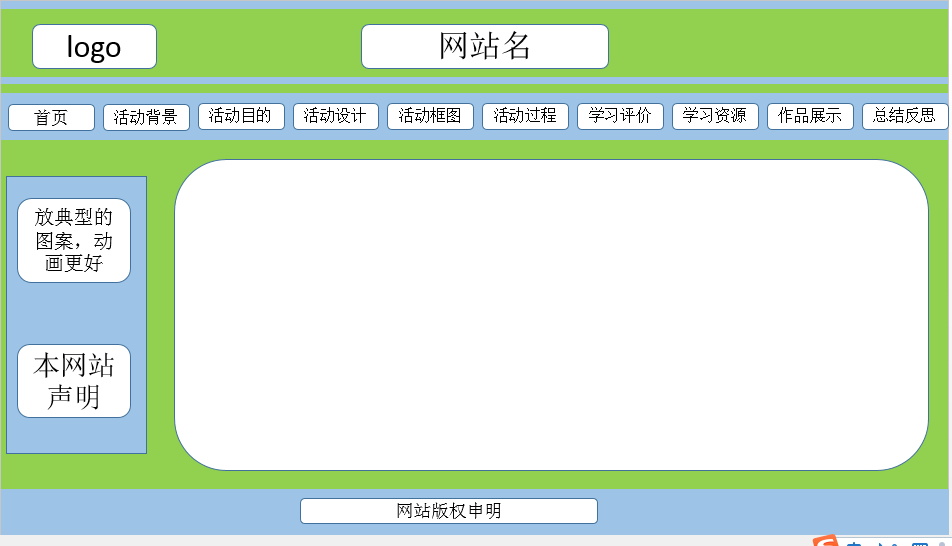 logo
网站名
首页
活动背景
活动目的
活动设计
活动框图
活动过程
学习评价
学习资源
作品展示
总结反思
放典型的
图案，动
画更好
本网站
声明
网站版权申明